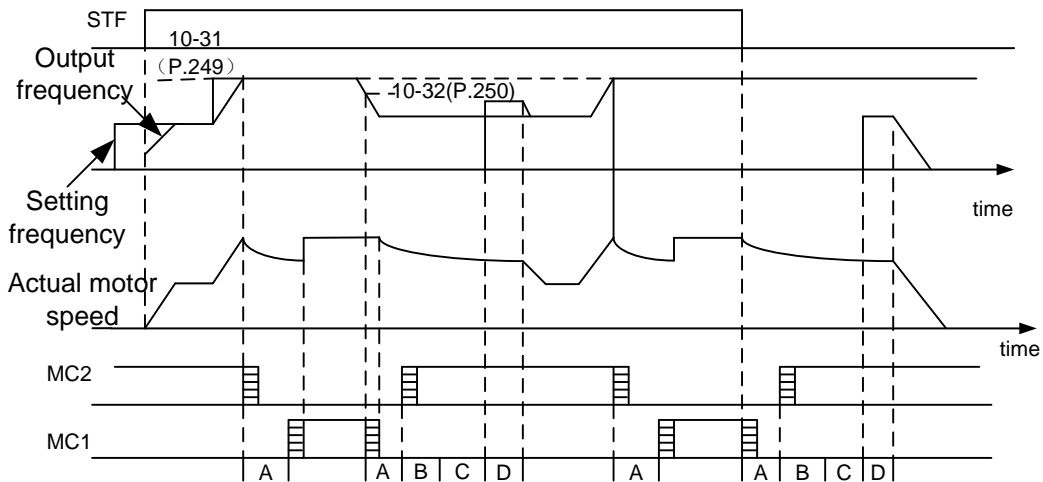 STF
10-31
（P.249）
Output
frequency
10-32(P.250)
Setting
frequency
time
Actual motor
speed
time
MC2
MC1
A A B C D A A B C D